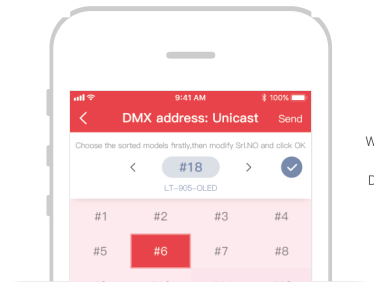 9:41 AM 100%
DMX address: Unicast Send
Choose the sorted models firstly,then modify Srl.NO and click OK
#18
LT-905-OLED
#1 #2 #3 #4
#5 #6 #7 #8